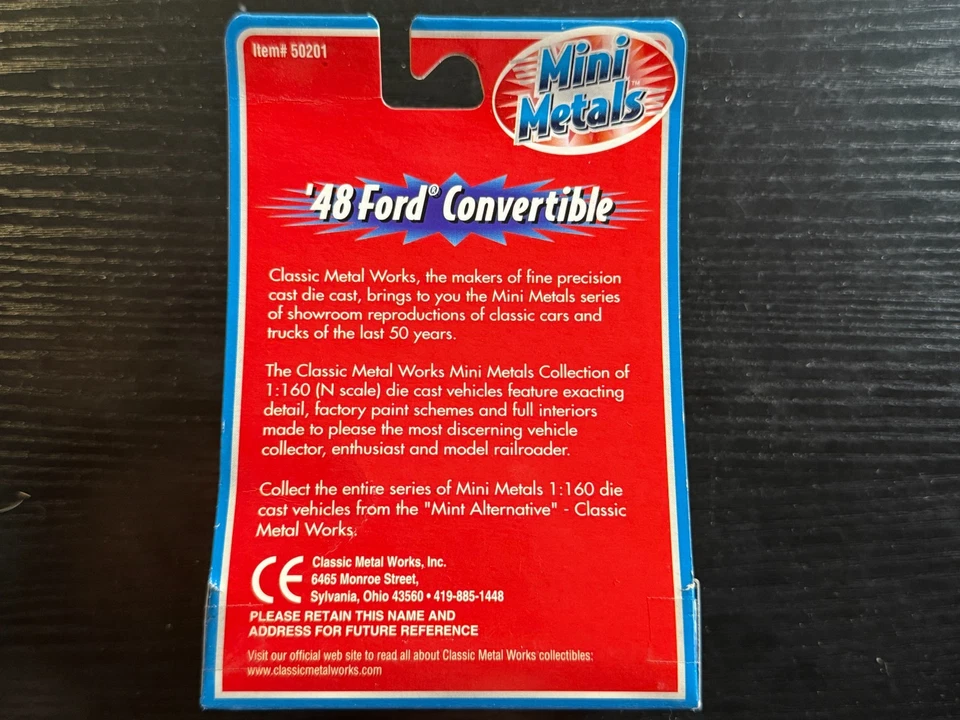 Item# 50201
Mini
Metals™
'48 Ford® Convertible
Classic Metal Works, the makers of fine precision
cast die cast, brings to you the Mini Metals series
of showroom reproductions of classic cars and
trucks of the last 50 years.
The Classic Metal Works Mini Metals Collection of
1:160 (N scale) die cast vehicles feature exacting
detail, factory paint schemes and full interiors
made to please the most discerning vehicle
collector, enthusiast and model railroader.
Collect the entire series of Mini Metals 1:160 die
cast vehicles from the "Mint Alternative" - Classic
Metal Works.
CE
Classic Metal Works, Inc.
6465 Monroe Street,
Sylvania, Ohio 43560 • 419-885-1448
PLEASE RETAIN THIS NAME AND
ADDRESS FOR FUTURE REFERENCE
Visit our official web site to read all about Classic Metal Works collectibles:
www.classicmetalworks.com